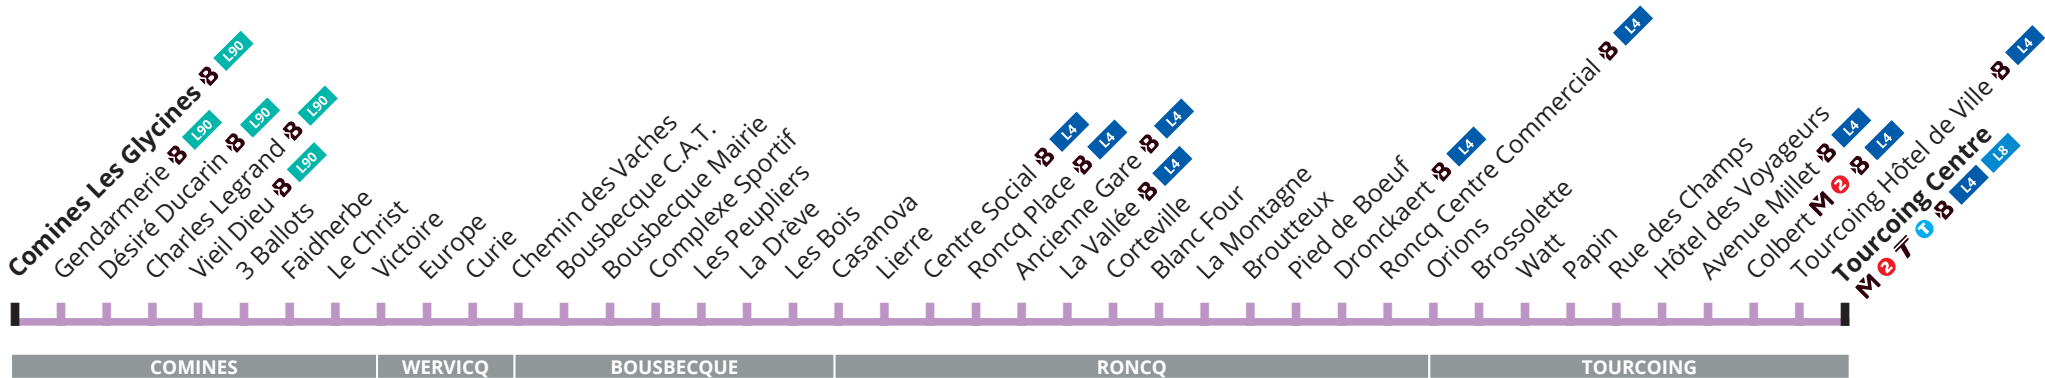 Comines Les Glycines B L90
Gendarmerie B L90
Désiré Ducarin B L90
Charles Legrand B L90
Vieil Dieu B L90
3 Ballots
Faidherbe
Le Christ
Victoire
Europe
Curie
Chemin des Vaches
Bousbecque C.A.T.
Bousbecque Mairie
Complexe Sportif
Les Peupliers
La Drève
Les Bois
Casanova
Lierre
Centre Social B L4
Roncq Place B L4
Ancienne Gare B L4
La Vallée B L4
Corteville
Blanc Four
La Montagne
Broutteux
Pied de Boeuf
Dronckaert B L4
Roncq Centre Commercial B L4
Orions
Brossolette
Watt
Papin
Rue des Champs
Hôtel des Voyageurs
Avenue Millet B L4
Colbert M 2 B L4
Tourcoing Hôtel de Ville B L4
Tourcoing Centre
M 2 T T B L4 L8
COMINES
WERVICQ
BOUSBECQUE
RONCQ
TOURCOING